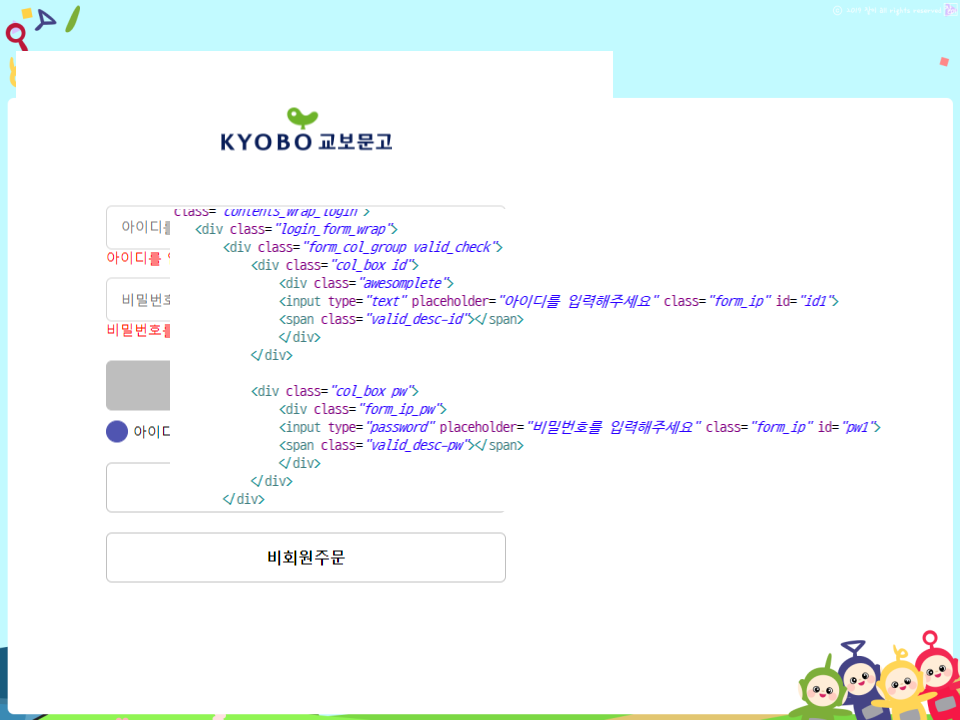 All rights reserved
KYOBO 교보문고
아이디를
class="contents_wrap_login">
<div class="login_form_wrap">
<div class="form_col_group valid_check">
아이디를
<div class="col_box id">
<div class="awesomplete">
비밀번호
<input type="text" placeholder="아이디를 입력해주세요" class="form_ip" id="id1">
<span class="valid_desc-id"></span>
비밀번호를
</div>
</div>
<div class="col_box pw">
<div class="form_ip_pw">
아이디
<input type="password" placeholder="비밀번호를 입력해주세요" class="form_ip" id="pw1">
<span class="valid_desc-pw"></span>
</div>
</div>
</div>
비회원주문